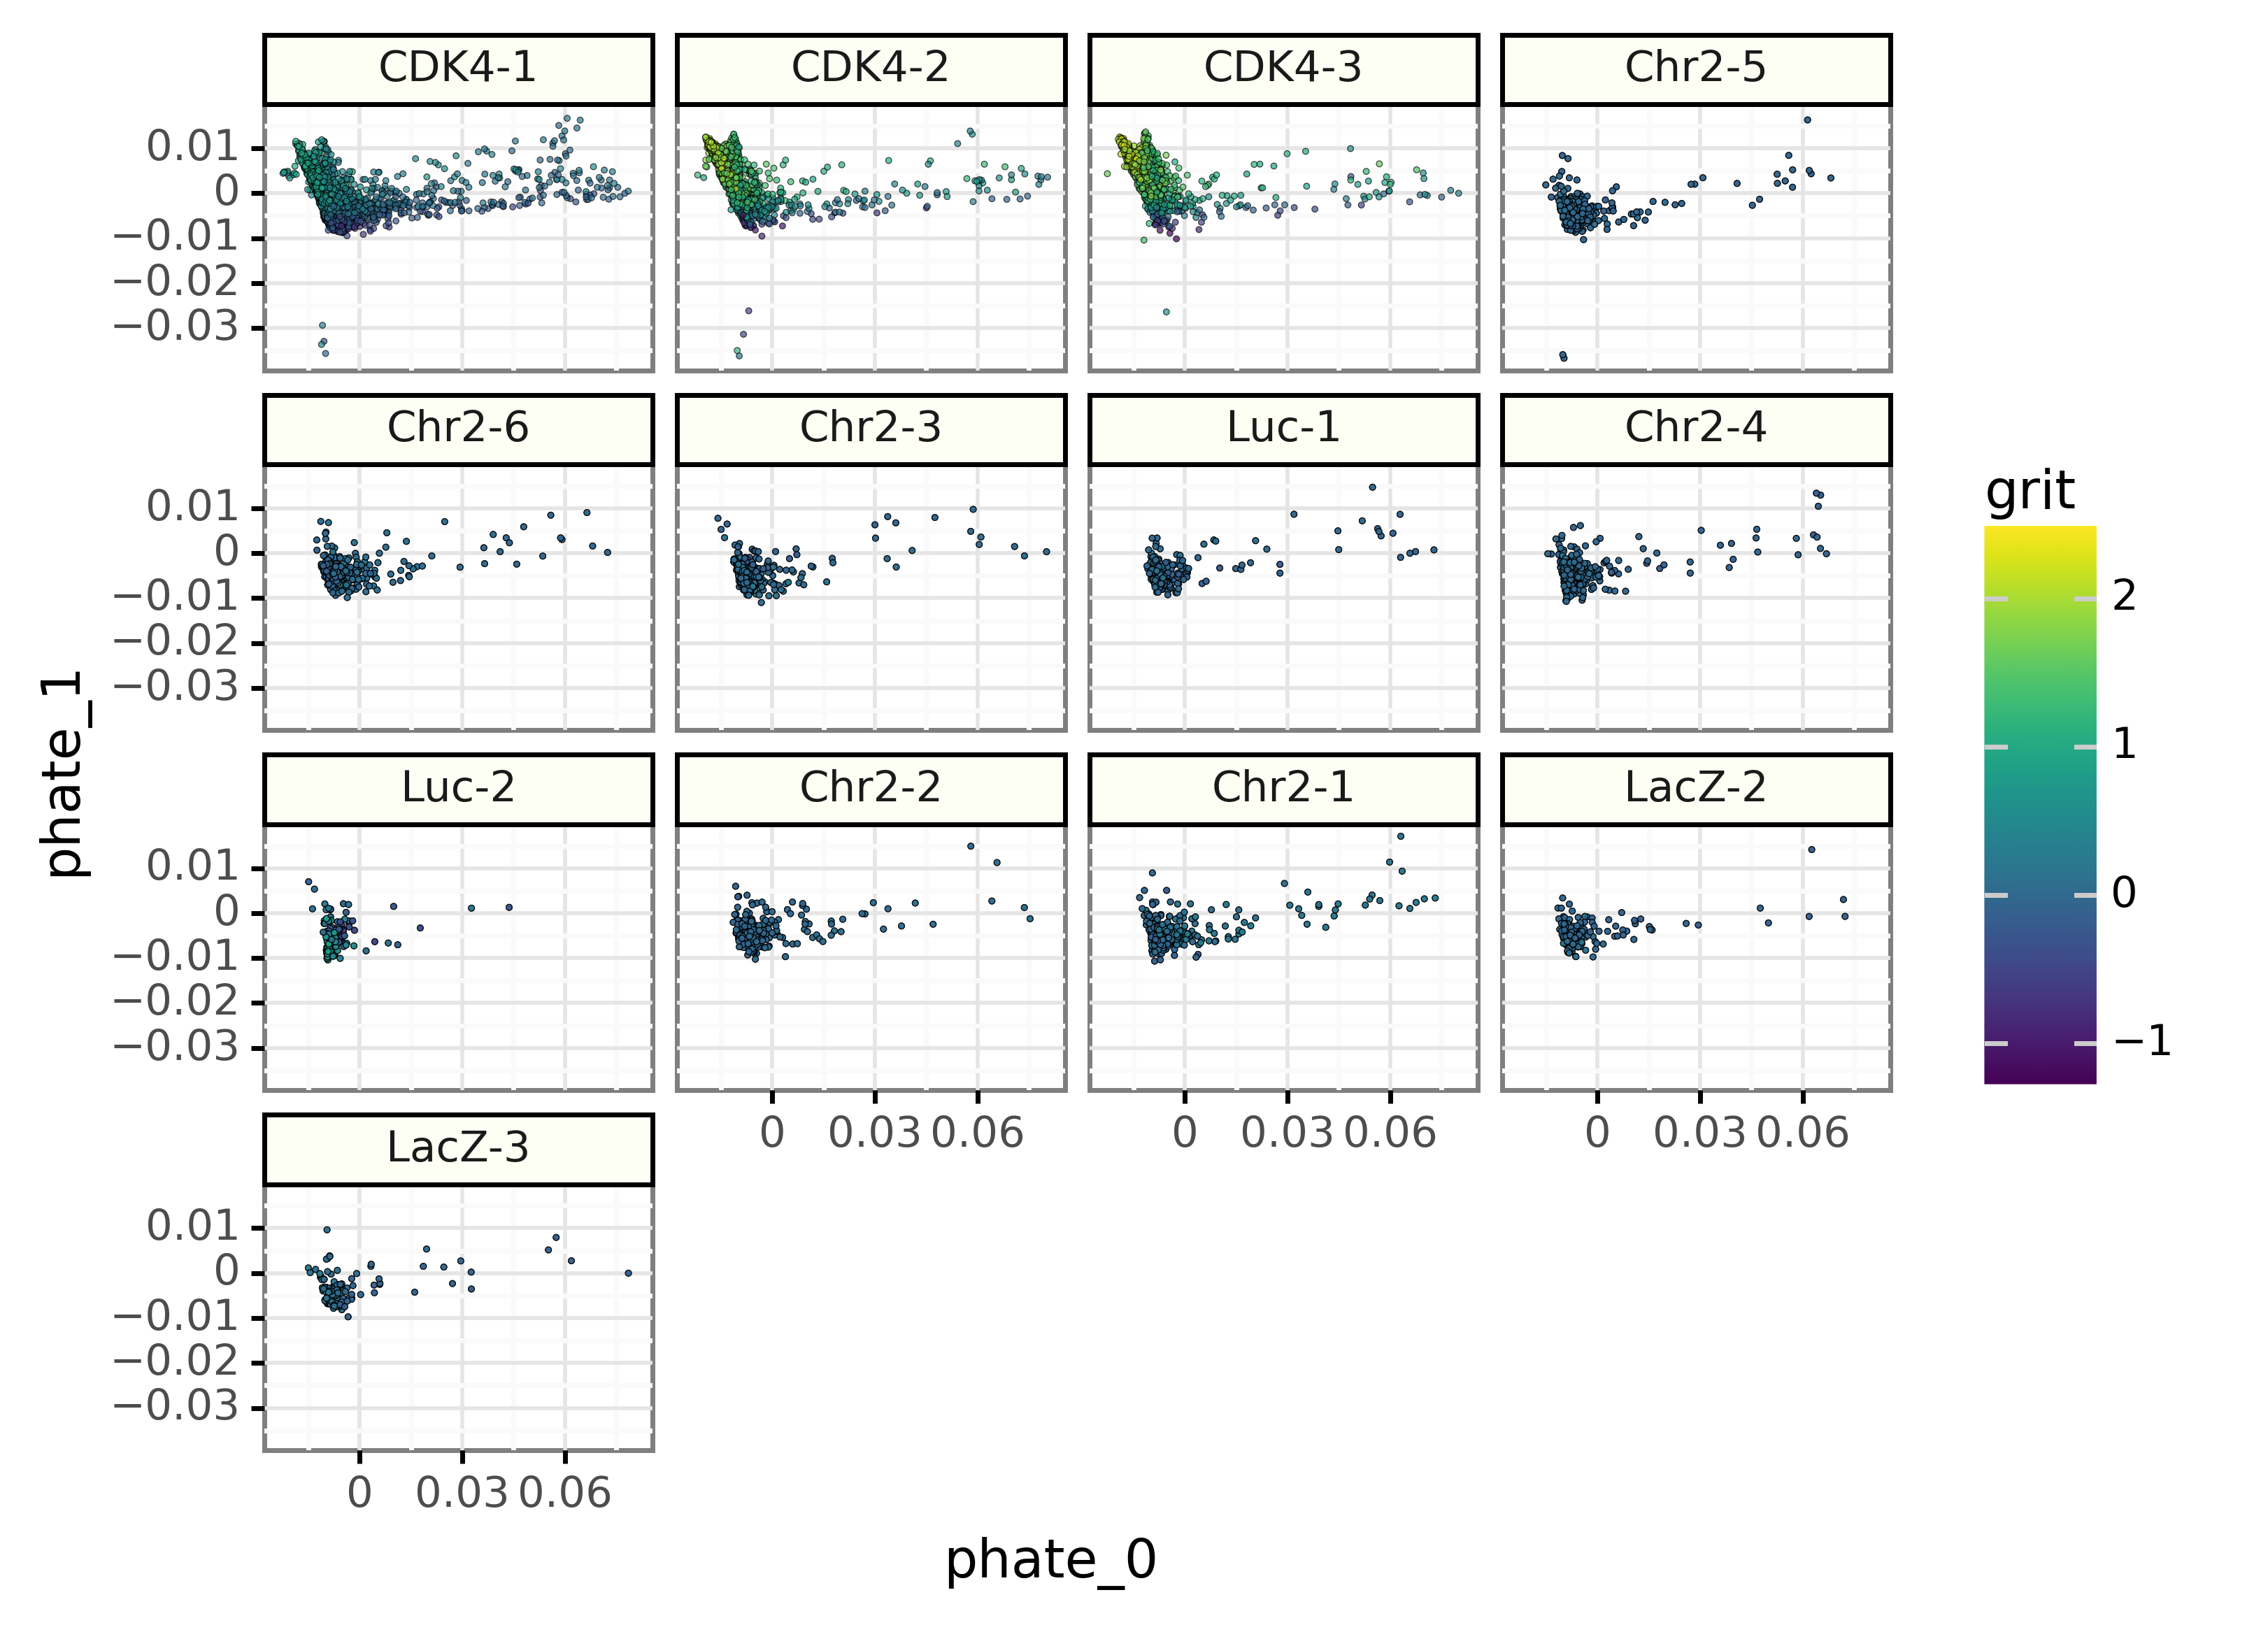 CDK4-1 CDK4-2 CDK4-3 Chr2-5
0.01
0
−0.01
−0.02
−0.03
Chr2-6 Chr2-3 Luc-1 Chr2-4
0.01
0
−0.01
−0.02
−0.03
Luc-2 Chr2-2 Chr2-1 LacZ-2
0.01
0
−0.01
−0.02
−0.03
0 0.03 0.06 0 0.03 0.06 0 0.03 0.06
LacZ-3
0.01
0
−0.01
−0.02
−0.03
0 0.03 0.06
phate_0
phate_1
grit
2
1
0
−1